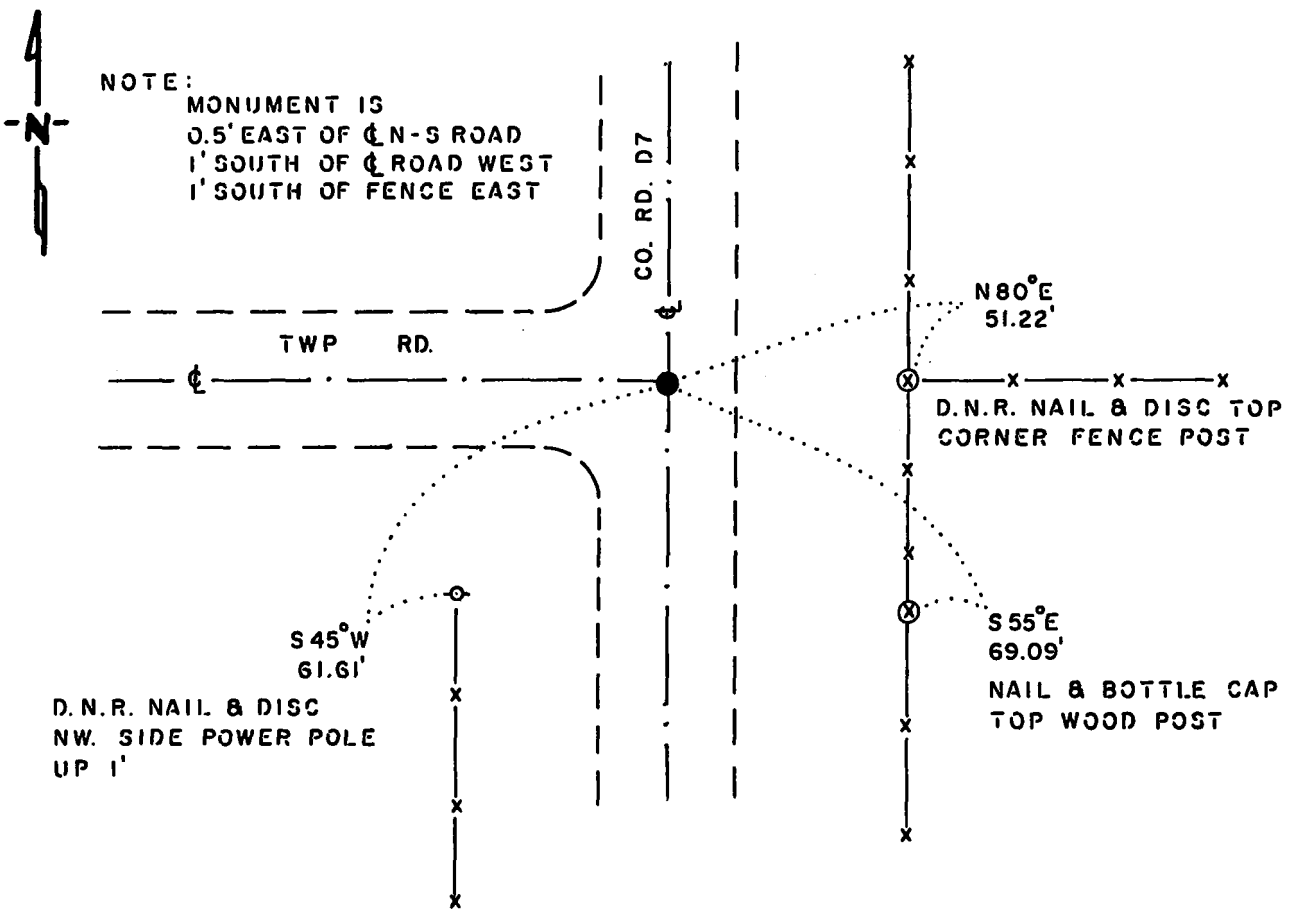 -N-
NOTE:
MONUMENT IS
0.5' EAST OF ℄ N-S ROAD
1' SOUTH OF ℄ ROAD WEST
1' SOUTH OF FENCE EAST
CO. RD. D7
℄
N 80°E
51.22'
TWP RD.
℄
D.N.R. NAIL & DISC TOP
CORNER FENCE POST
S 45°W
61.61'
D.N.R. NAIL & DISC
NW. SIDE POWER POLE
UP 1'
S 55°E
69.09'
NAIL & BOTTLE CAP
TOP WOOD POST